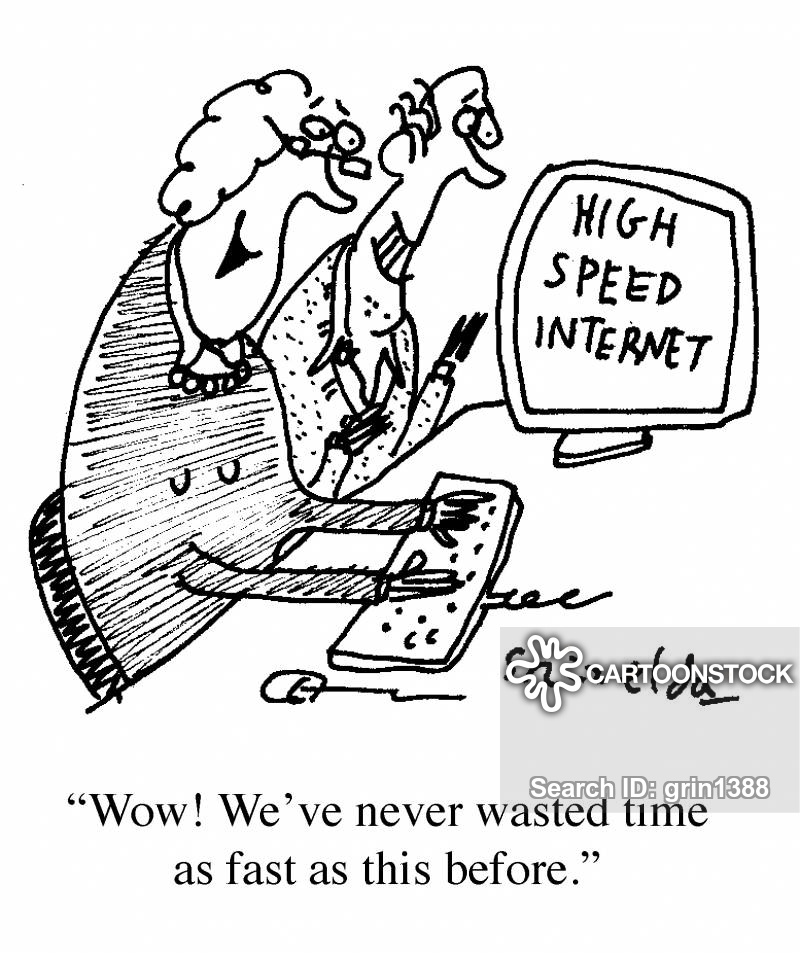 HIGH
SPEED
INTERNET
CARTOONSTOCK
Search ID: grin1388
“Wow! We’ve never wasted time
as fast as this before.”